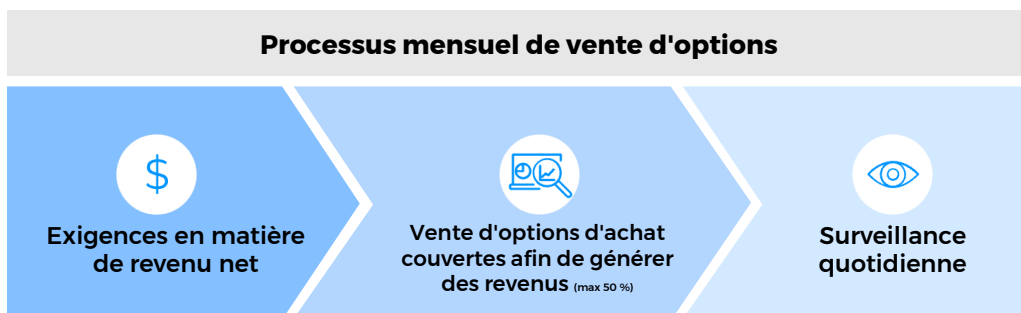 Processus mensuel de vente d'options
$
Exigences en matière
de revenu net
Vente d'options d'achat
couvertes afin de générer
des revenus (max 50 %)
Surveillance
quotidienne